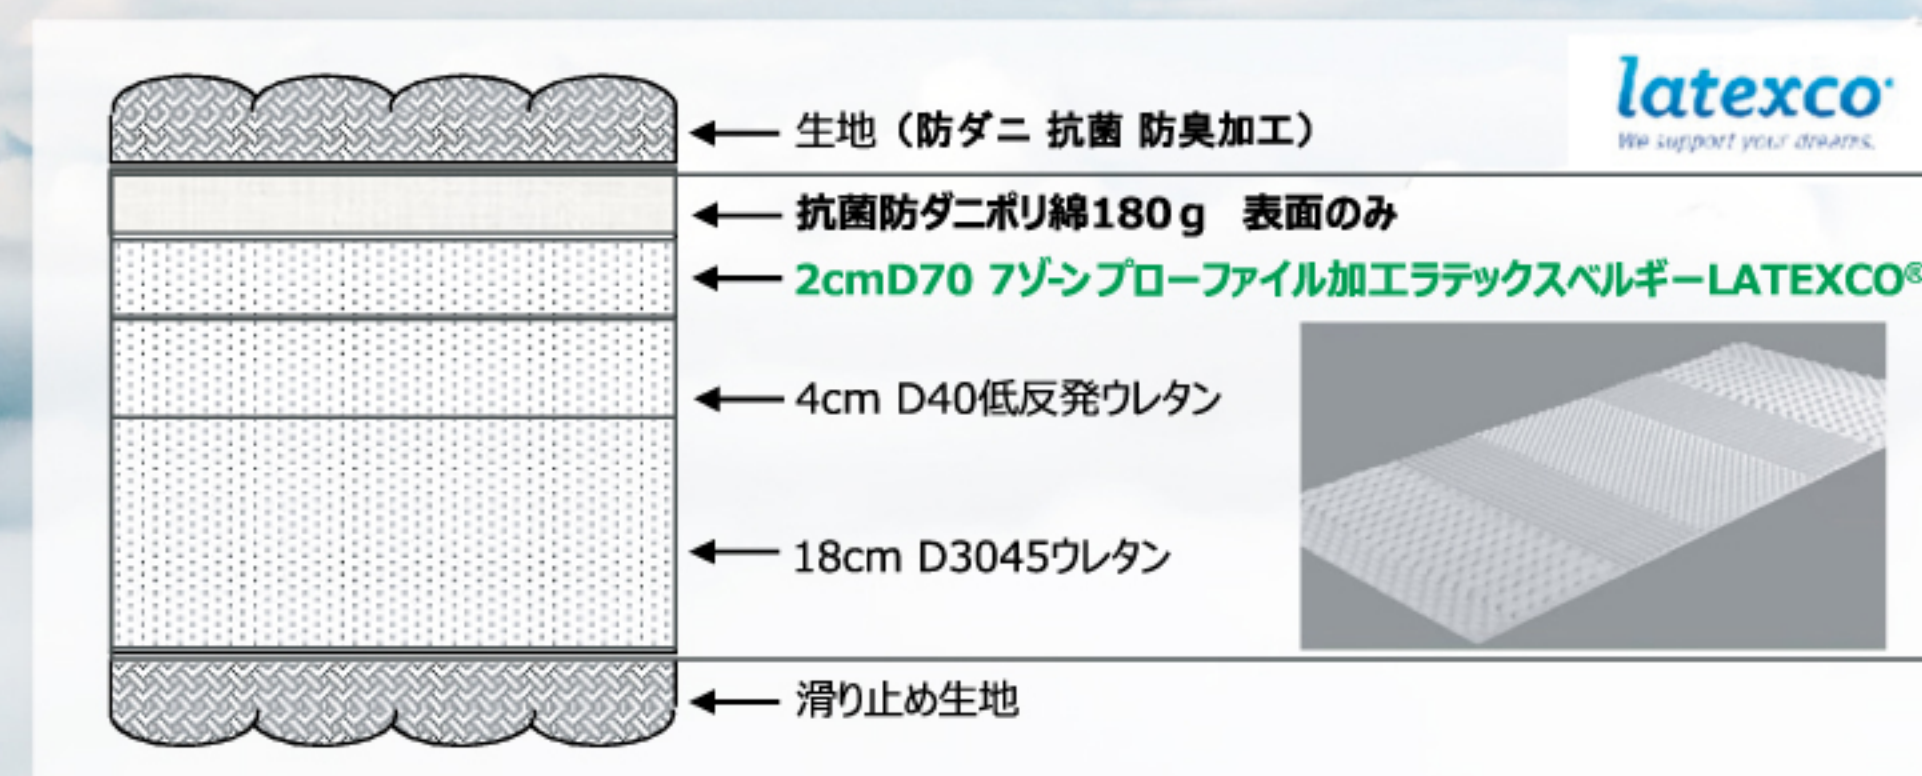 latexco
We support your dreams.
生地（防ダニ 抗菌 防臭加工）
抗菌防ダニポリ綿180ｇ 表面のみ
2cmD70 7ゾーンプローファイル加工ラテックスベルギーLATEXCO®
4cm D40低反発ウレタン
18cm D3045ウレタン
滑り止め生地